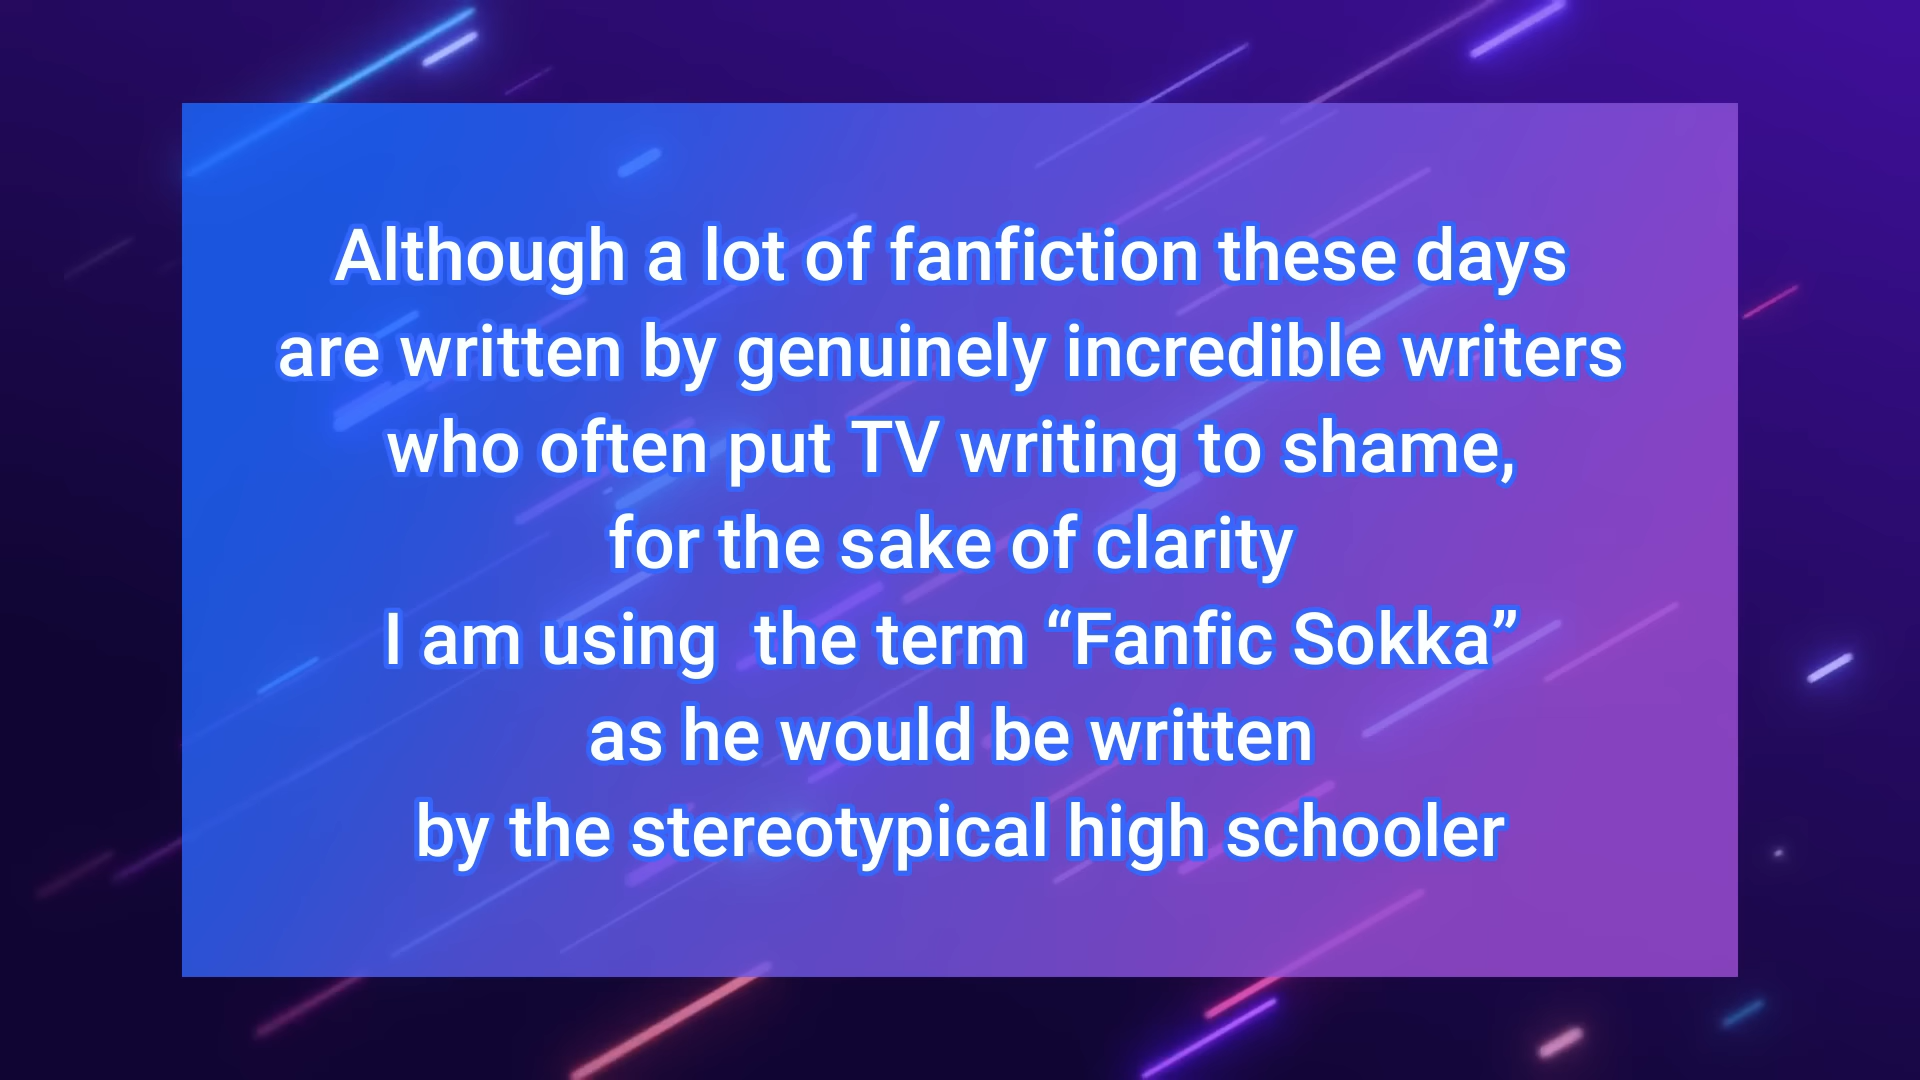 Although a lot of fanfiction these days
are written by genuinely incredible writers
who often put TV writing to shame,
for the sake of clarity
I am using  the term “Fanfic Sokka”
as he would be written
by the stereotypical high schooler